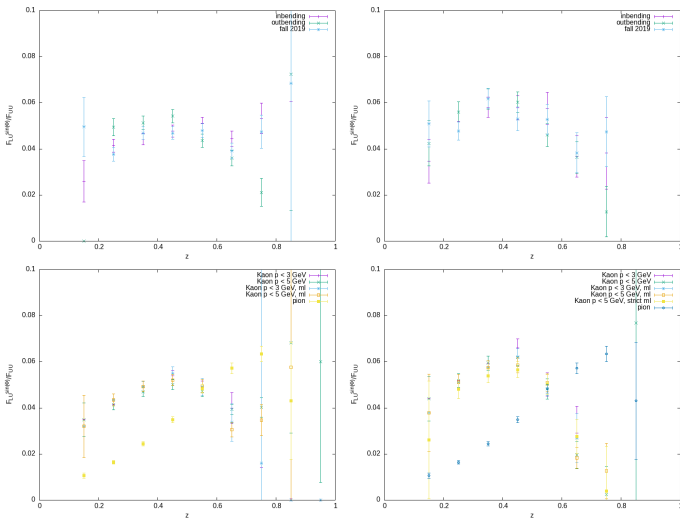 0.1
0.08
0.06
0.04
0.02
0
0 0.2 0.4 0.6 0.8 1
z
F_LU^sinΦ/F_UU
inbending
outbending
fall 2019
0.1
0.08
0.06
0.04
0.02
0
0 0.2 0.4 0.6 0.8 1
z
inbending
outbending
fall 2019
0.1
0.08
0.06
0.04
0.02
0
0 0.2 0.4 0.6 0.8 1
z
Kaon p < 3 GeV
Kaon p < 5 GeV
Kaon p < 3 GeV, ml
Kaon p < 5 GeV, ml
pion
0.1
0.08
0.06
0.04
0.02
0
0 0.2 0.4 0.6 0.8 1
z
Kaon p < 3 GeV
Kaon p < 5 GeV
Kaon p < 3 GeV, ml
Kaon p < 5 GeV, ml
Kaon p < 5 GeV, strict ml
pion